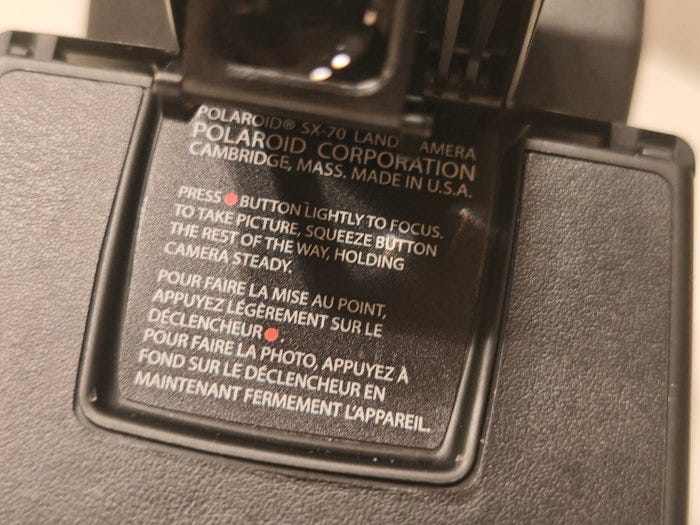 POLAROID® SX-70 LAND AMERA
POLAROID CORPORATION
CAMBRIDGE, MASS. MADE IN U.S.A.
PRESS BUTTON LIGHTLY TO FOCUS.
TO TAKE PICTURE, SQUEEZE BUTTON
THE REST OF THE WAY, HOLDING
CAMERA STEADY.
POUR FAIRE LA MISE AU POINT,
APPUYEZ LÉGÈREMENT SUR LE
DÉCLENCHEUR .
POUR FAIRE LA PHOTO, APPUYEZ À
FOND SUR LE DÉCLENCHEUR EN
MAINTENANT FERMEMENT L'APPAREIL.